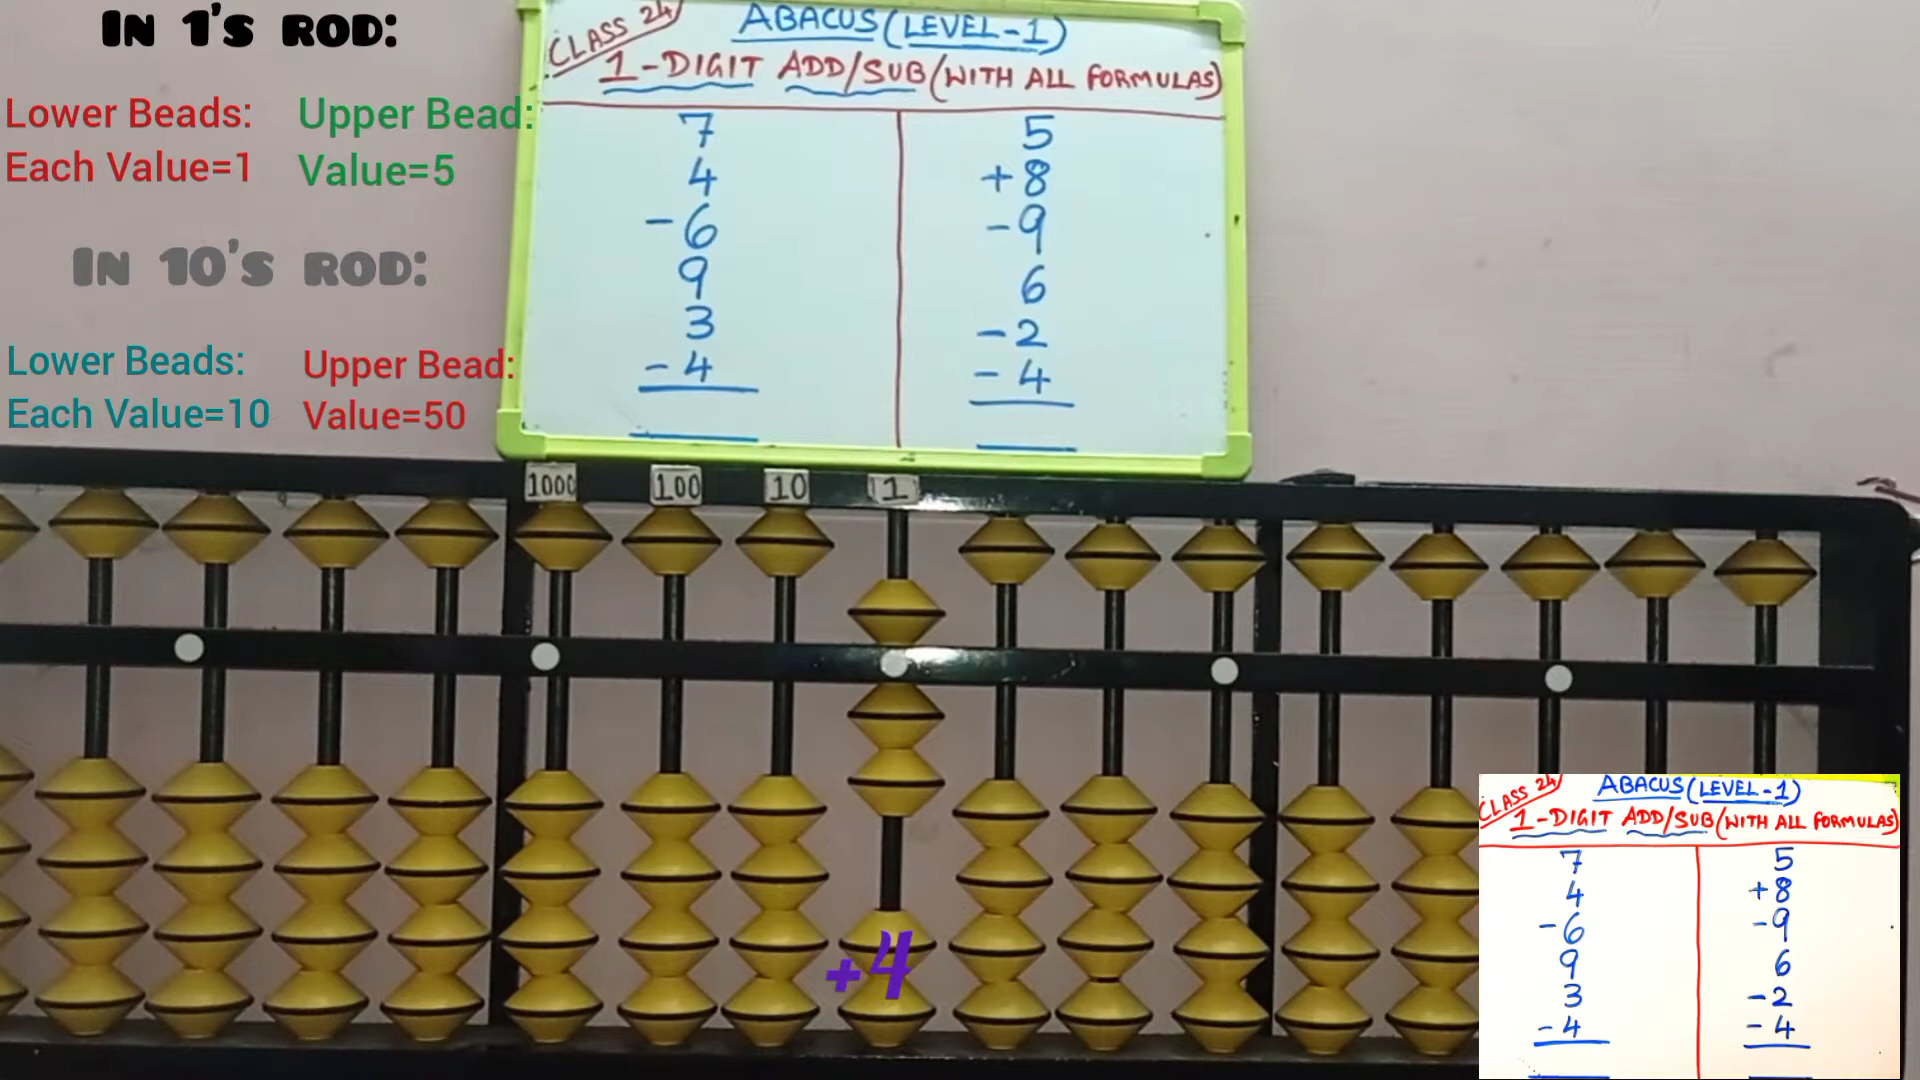 IN 1'S ROD:
Lower Beads: Upper Bead:
Each Value=1 Value=5
IN 10'S ROD:
Lower Beads: Upper Bead:
Each Value=10 Value=50
CLASS 24
ABACUS (LEVEL-1)
1-DIGIT ADD/SUB (WITH ALL FORMULAS)
7 5
4 +8
-6 -9
9 6
3 -2
-4 -4
1000 100 10 1
+4
CLASS 24
ABACUS (LEVEL-1)
1-DIGIT ADD/SUB (WITH ALL FORMULAS)
7 5
4 +8
-6 -9
9 6
3 -2
-4 -4